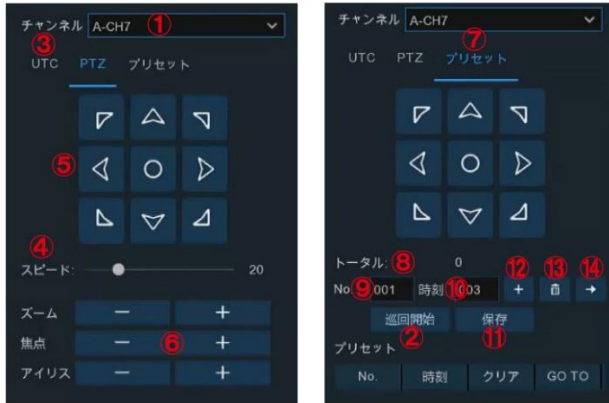 チャンネル A-CH7 ①
③
UTC PTZ プリセット
⑤
④
スピード: 20
ズーム − +
焦点 − ⑥ +
アイリス − +
チャンネル A-CH7
⑦
UTC PTZ プリセット
トータル: ⑧ 0
⑫ ⑬ ⑭
No ⑨ 001 時刻 ⑩ 003 +
巡回開始 保存
② ⑪
プリセット
No. 時刻 クリア GO TO